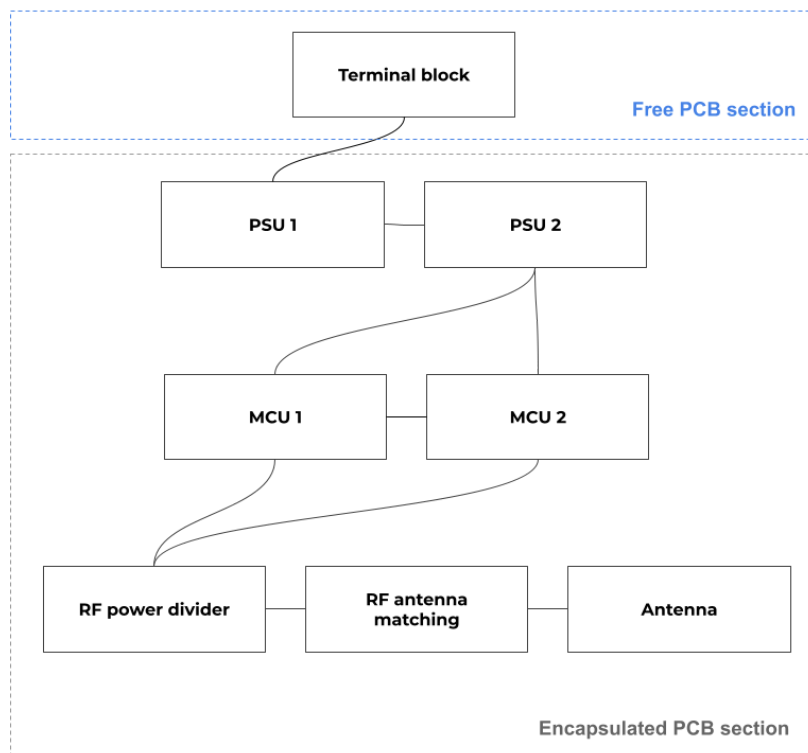 Terminal block
Free PCB section
PSU 1
PSU 2
MCU 1
MCU 2
RF power divider
RF antenna
matching
Antenna
Encapsulated PCB section